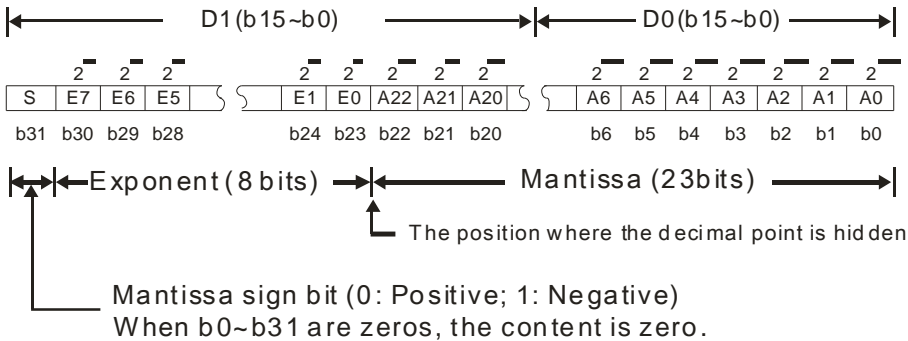 D1(b15~b0) D0(b15~b0)
2 2 2 2 2 2 2 2 2 2 2 2 2 2 2 2
S E7 E6 E5 E1 E0 A22 A21 A20 A6 A5 A4 A3 A2 A1 A0
b31 b30 b29 b28 b24 b23 b22 b21 b20 b6 b5 b4 b3 b2 b1 b0
Exponent (8 bits) Mantissa (23bits)
The position where the decimal point is hidden
Mantissa sign bit (0: Positive; 1: Negative)
When b0~b31 are zeros, the content is zero.